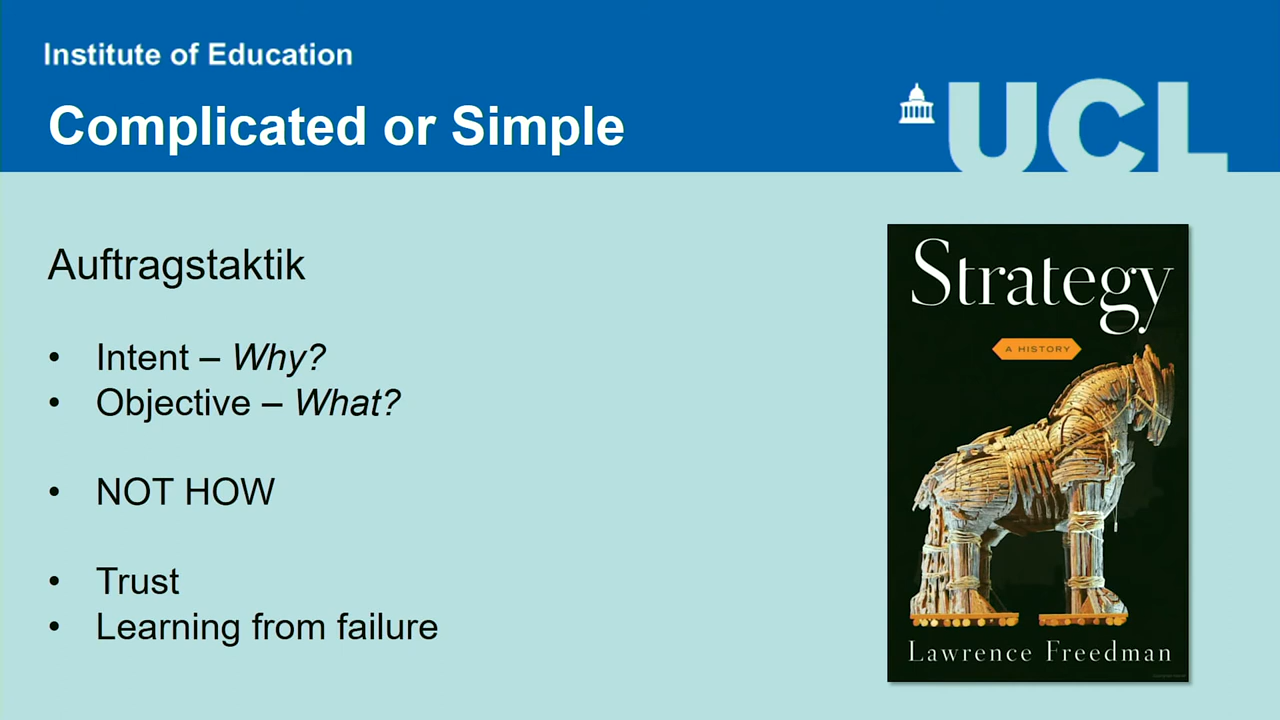 Institute of Education
Complicated or Simple
UCL
Auftragstaktik
• Intent – Why?
• Objective – What?
• NOT HOW
• Trust
• Learning from failure
Strategy
A HISTORY
Lawrence Freedman